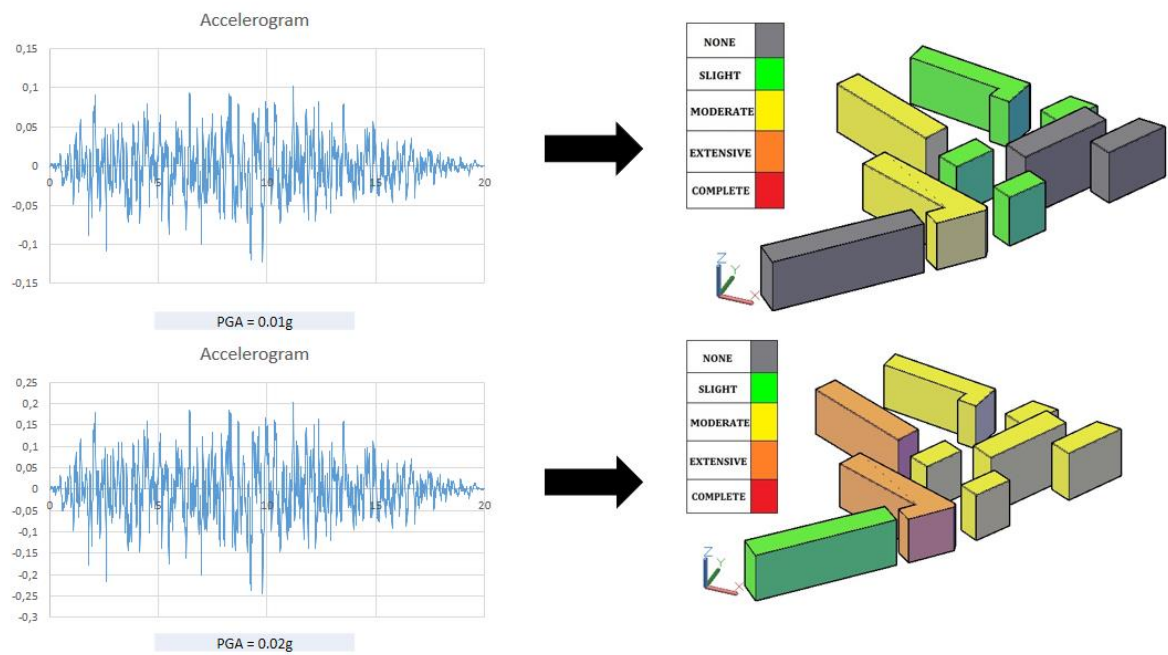 Accelerogram
0,15
0,1
0,05
0
-0,05
-0,1
-0,15
0
5
10
15
20
PGA = 0.01g
NONE
SLIGHT
MODERATE
EXTENSIVE
COMPLETE
Z
Y
X
Accelerogram
0,25
0,2
0,15
0,1
0,05
0
-0,05
-0,1
-0,15
-0,2
-0,25
-0,3
0
5
10
15
20
PGA = 0.02g
NONE
SLIGHT
MODERATE
EXTENSIVE
COMPLETE
Z
Y
X